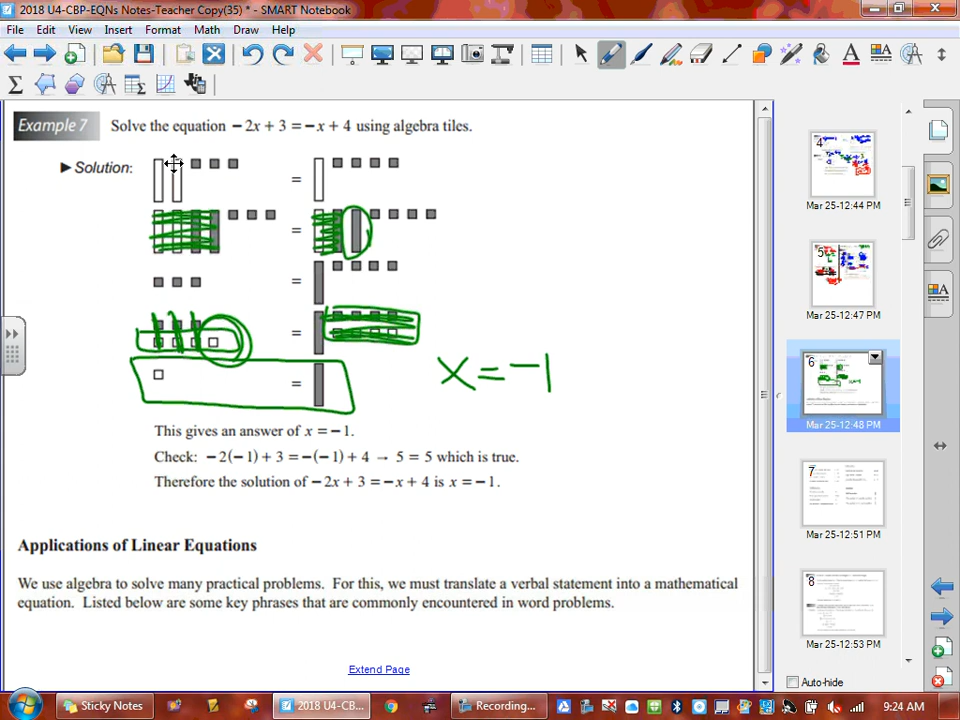 2018 U4-CBP-EQNs Notes-Teacher Copy(35) * - SMART Notebook
File Edit View Insert Format Math Draw Help
Example 7 Solve the equation −2x + 3 = −x + 4 using algebra tiles.
►Solution:
=
=
=
=
=
x = −1
This gives an answer of x = −1.
Check: −2(−1) + 3 = −(−1) + 4 → 5 = 5 which is true.
Therefore the solution of −2x + 3 = −x + 4 is x = −1.
Applications of Linear Equations
We use algebra to solve many practical problems. For this, we must translate a verbal statement into a mathematical
equation. Listed below are some key phrases that are commonly encountered in word problems.
Extend Page
4
Mar 25-12:44 PM
5
Mar 25-12:47 PM
6
Mar 25-12:48 PM
7
Mar 25-12:51 PM
8
Mar 25-12:53 PM
Auto-hide
Sticky Notes
2018 U4-CB...
Recording...
9:24 AM